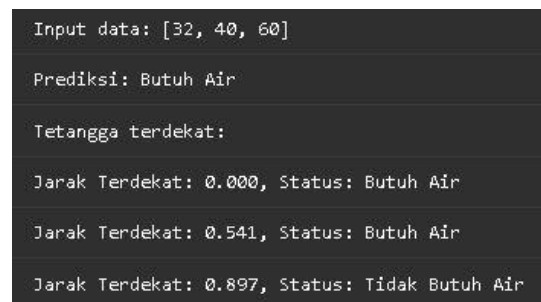 Input data: [32, 40, 60]
Prediksi: Butuh Air
Tetangga terdekat:
Jarak Terdekat: 0.000, Status: Butuh Air
Jarak Terdekat: 0.541, Status: Butuh Air
Jarak Terdekat: 0.897, Status: Tidak Butuh Air